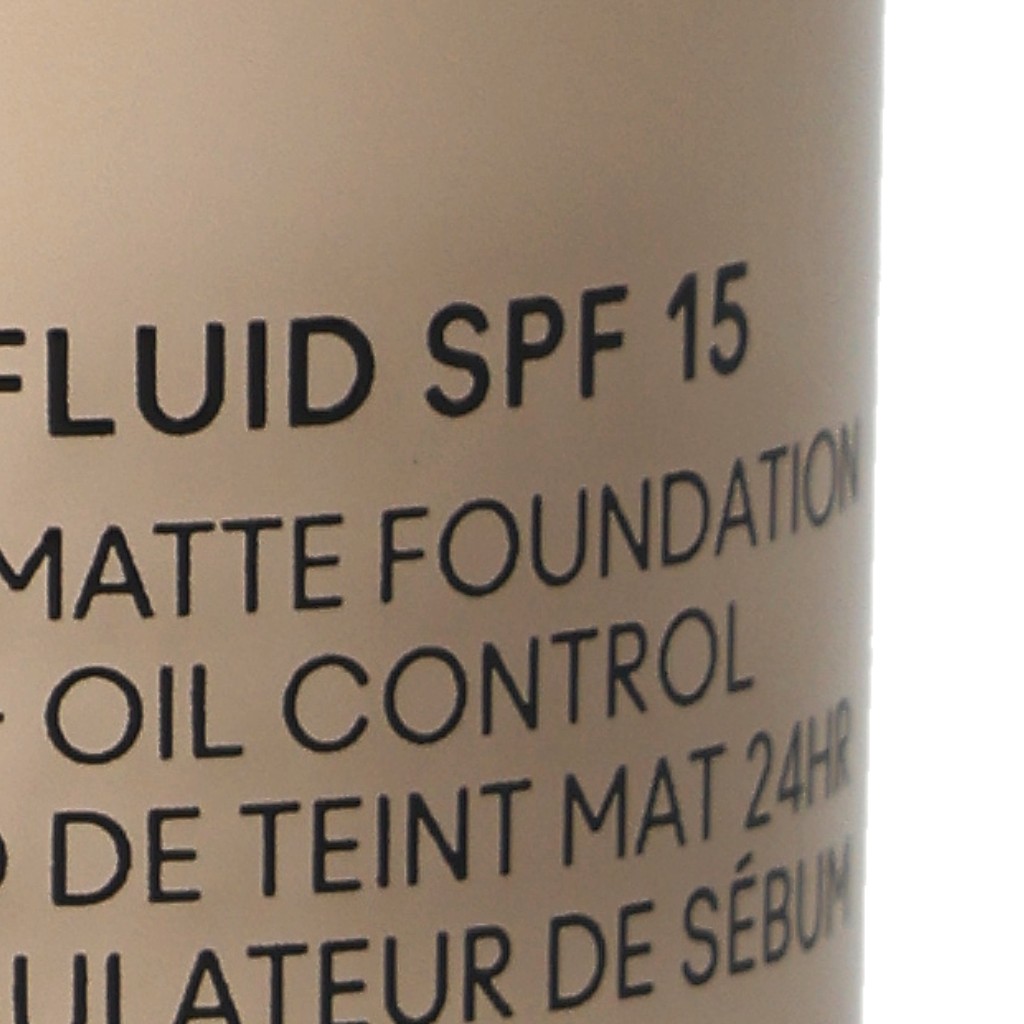 FLUID SPF 15
MATTE FOUNDATION
OIL CONTROL
DE TEINT MAT 24HR
ULATEUR DE SÉBUM